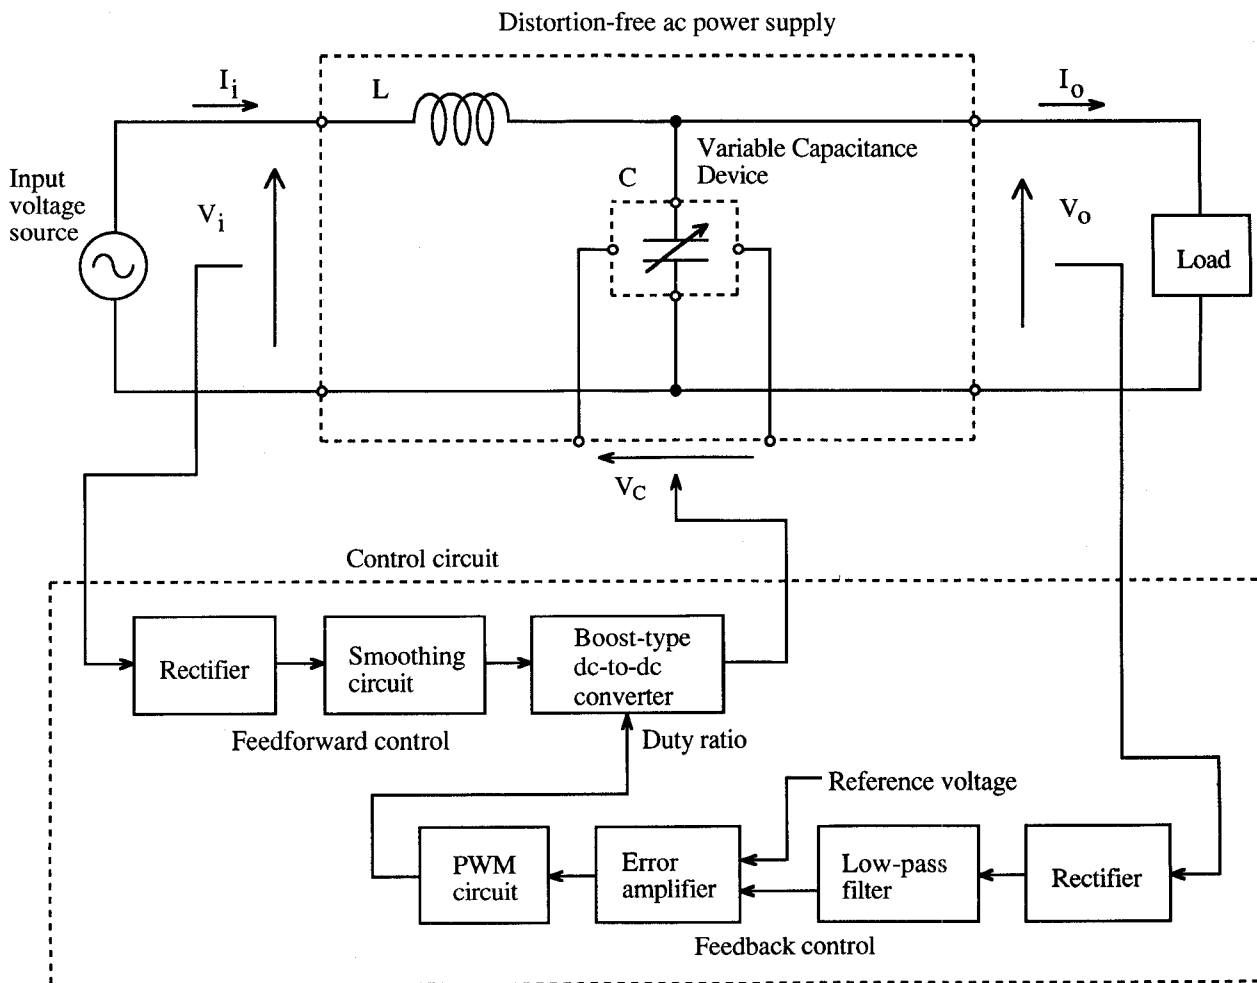 Distortion-free ac power supply
I_i
L
I_o
Variable Capacitance
Device
C
Input
voltage
source
V_i
V_o
Load
V_C
Control circuit
Rectifier
Smoothing
circuit
Boost-type
dc-to-dc
converter
Feedforward control
Duty ratio
Reference voltage
PWM
circuit
Error
amplifier
Low-pass
filter
Rectifier
Feedback control